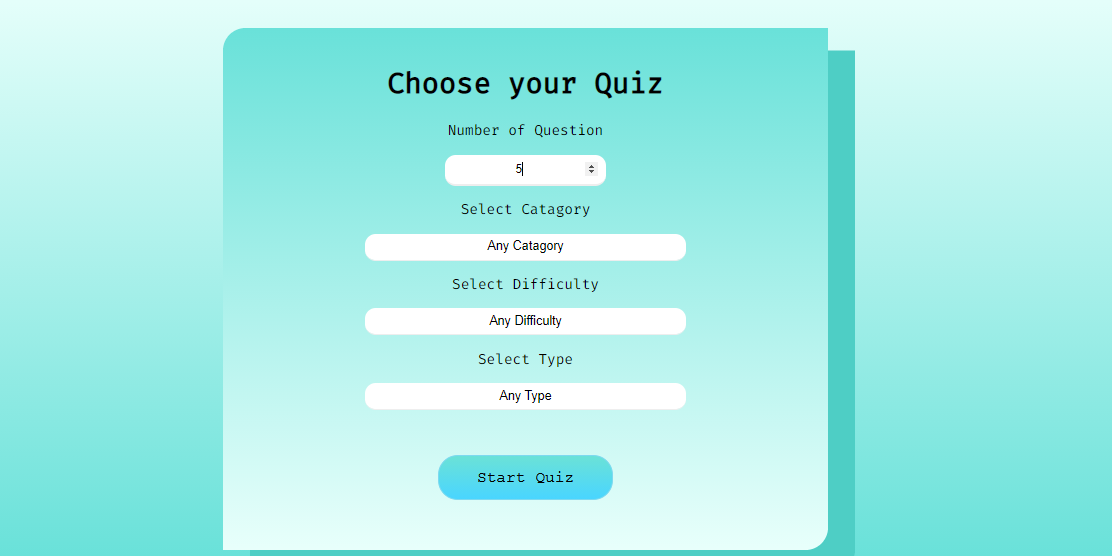 Choose your Quiz
Number of Question
5
Select Catagory
Any Catagory
Select Difficulty
Any Difficulty
Select Type
Any Type
Start Quiz